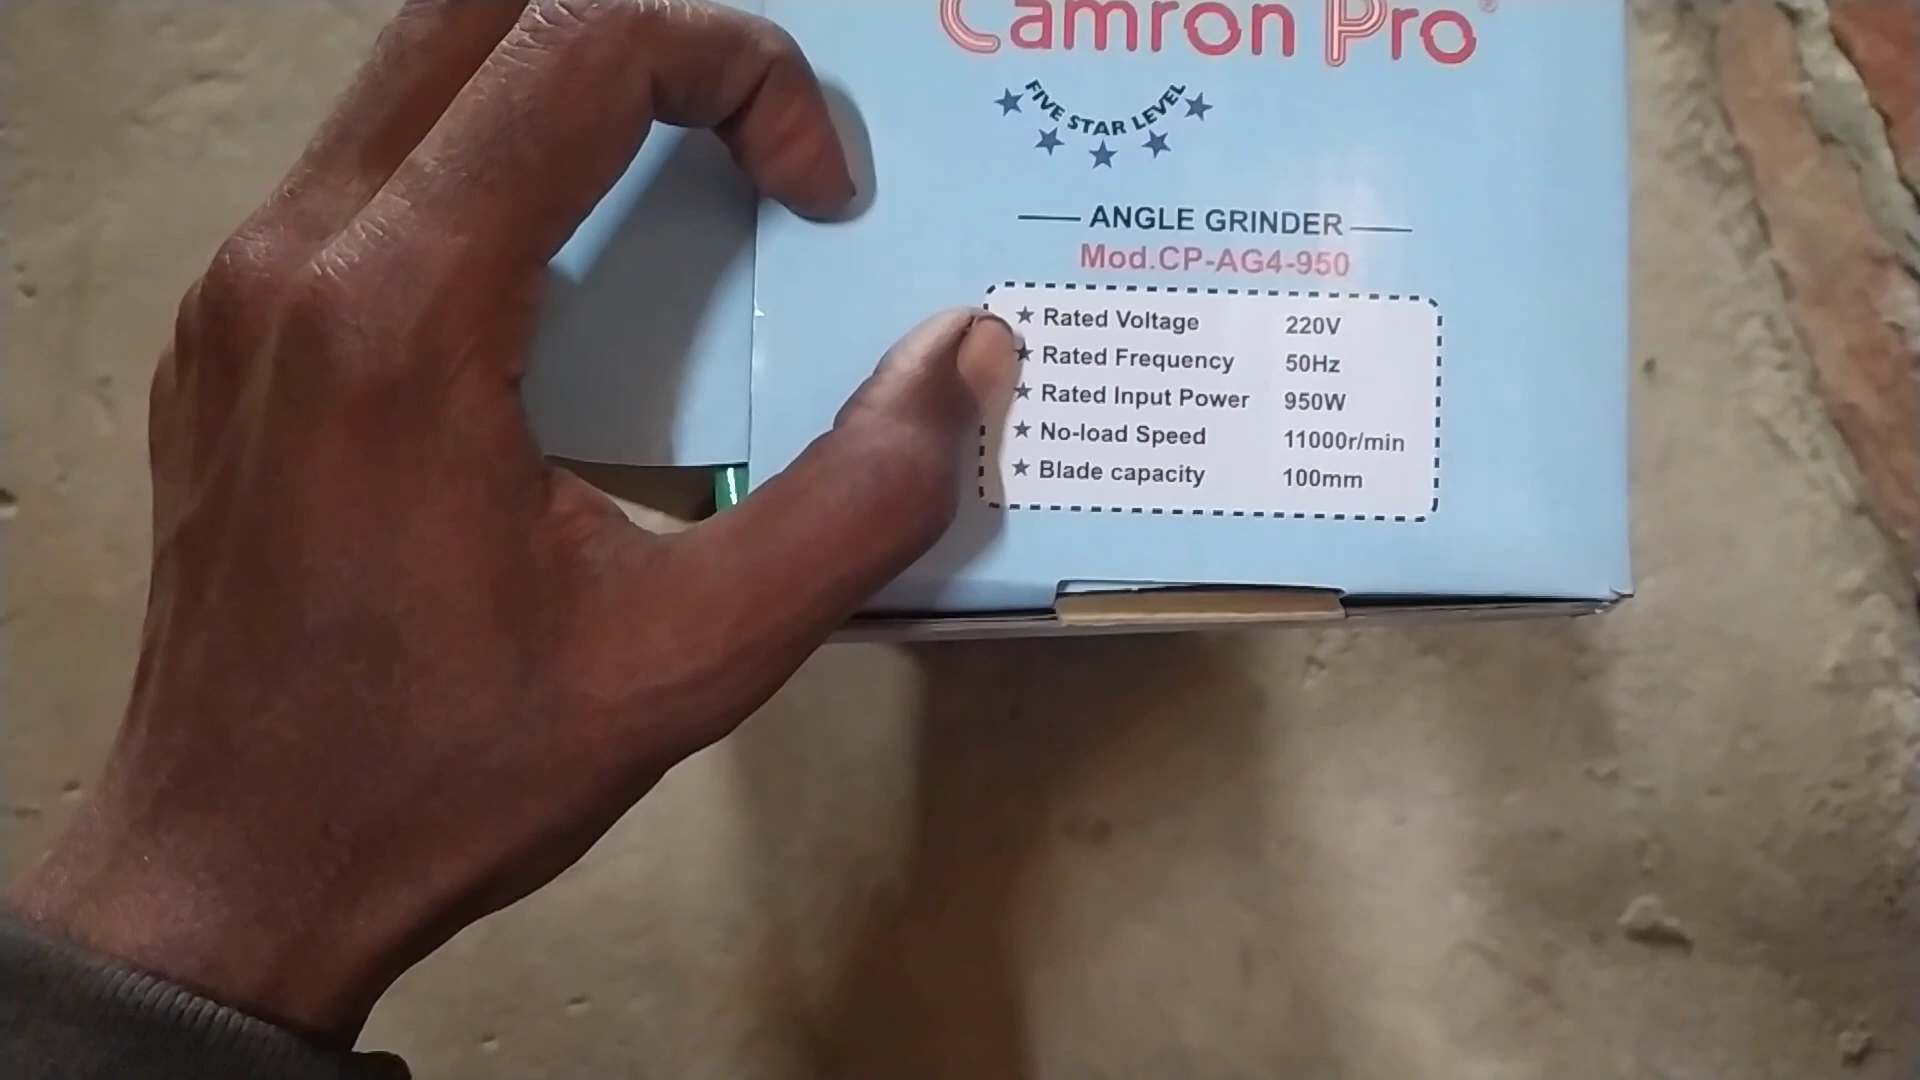 Camron Pro®
FIVE STAR LEVEL
ANGLE GRINDER
Mod.CP-AG4-950
★ Rated Voltage 220V
★ Rated Frequency 50Hz
★ Rated Input Power 950W
★ No-load Speed 11000r/min
★ Blade capacity 100mm